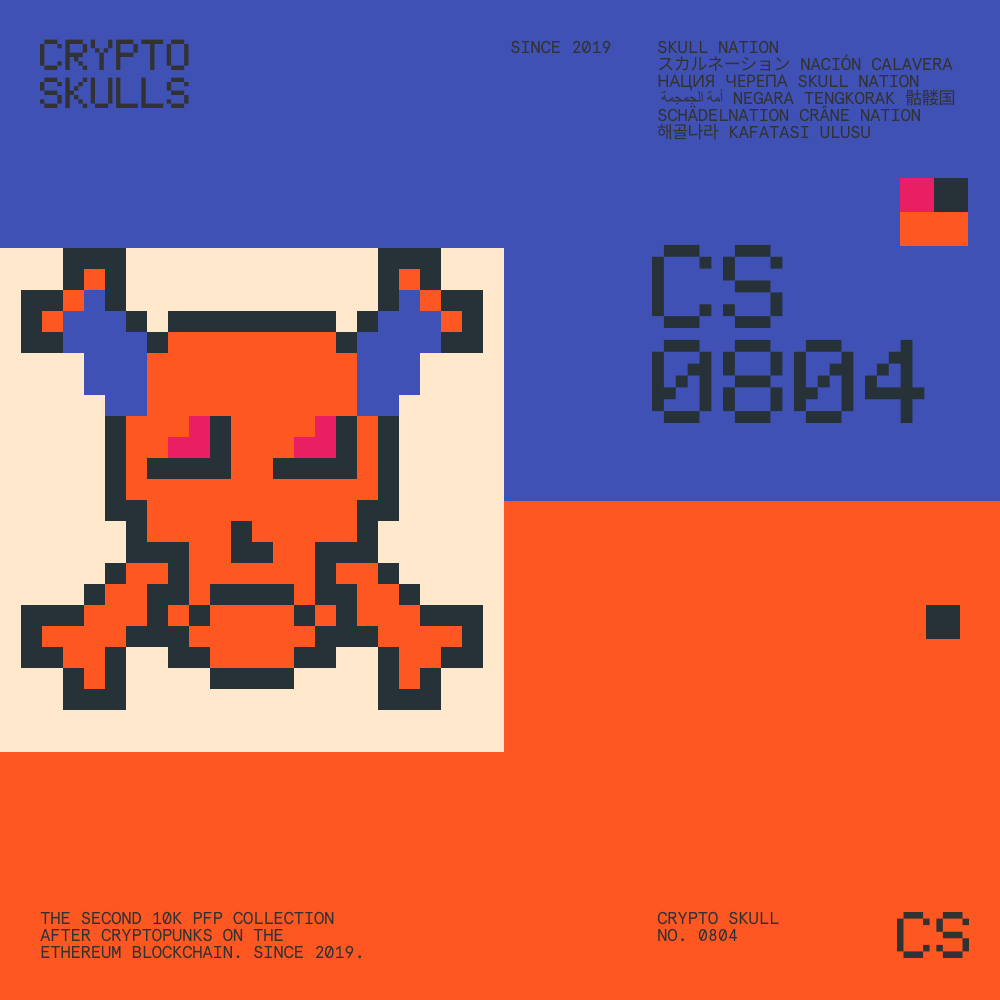 CRYPTO
SKULLS
SINCE 2019
SKULL NATION
スカルネーション NACIÓN CALAVERA
НАЦИЯ ЧЕРЕПА SKULL NATION
أمة الجمجمة NEGARA TENGKORAK 骷髅国
SCHÄDELNATION CRÂNE NATION
해골나라 KAFATASI ULUSU
CS
0804
THE SECOND 10K PFP COLLECTION
AFTER CRYPTOPUNKS ON THE
ETHEREUM BLOCKCHAIN. SINCE 2019.
CRYPTO SKULL
NO. 0804
CS